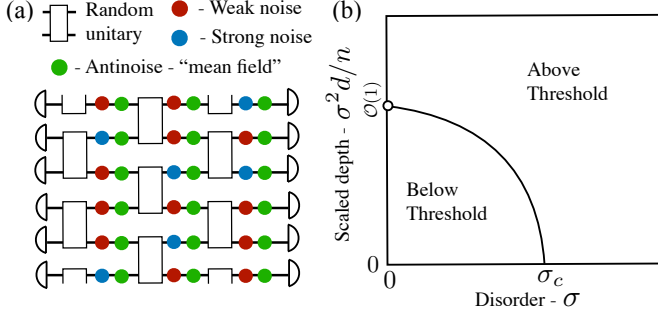 (a)
Random
unitary
- Weak noise
- Strong noise
- Antinoise - “mean field”
(b)
Scaled depth - σ²d/n
O(1)
0
Above
Threshold
Below
Threshold
0
σc
Disorder - σ